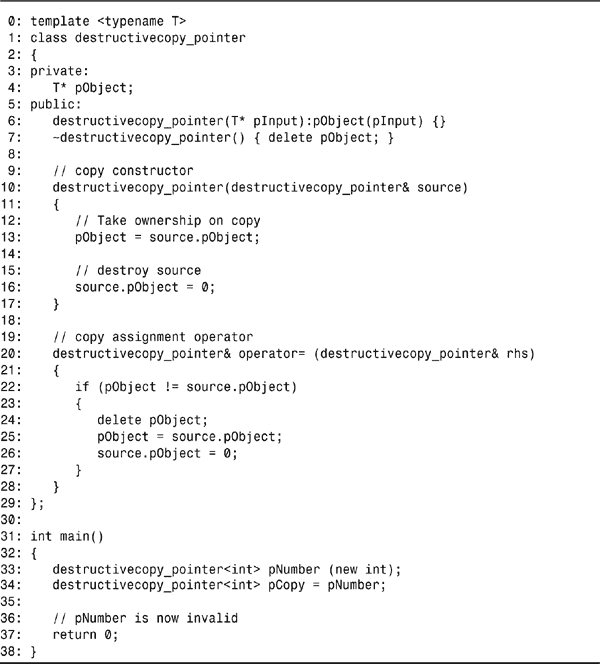 0: template <typename T>
1: class destructivecopy_pointer
2: {
3: private:
4:    T* pObject;
5: public:
6:    destructivecopy_pointer(T* pInput):pObject(pInput) {}
7:    ~destructivecopy_pointer() { delete pObject; }
8:
9:    // copy constructor
10:    destructivecopy_pointer(destructivecopy_pointer& source)
11:    {
12:       // Take ownership on copy
13:       pObject = source.pObject;
14:
15:       // destroy source
16:       source.pObject = 0;
17:    }
18:
19:    // copy assignment operator
20:    destructivecopy_pointer& operator= (destructivecopy_pointer& rhs)
21:    {
22:       if (pObject != source.pObject)
23:       {
24:          delete pObject;
25:          pObject = source.pObject;
26:          source.pObject = 0;
27:       }
28:    }
29: };
30:
31: int main()
32: {
33:    destructivecopy_pointer<int> pNumber (new int);
34:    destructivecopy_pointer<int> pCopy = pNumber;
35:
36:    // pNumber is now invalid
37:    return 0;
38: }